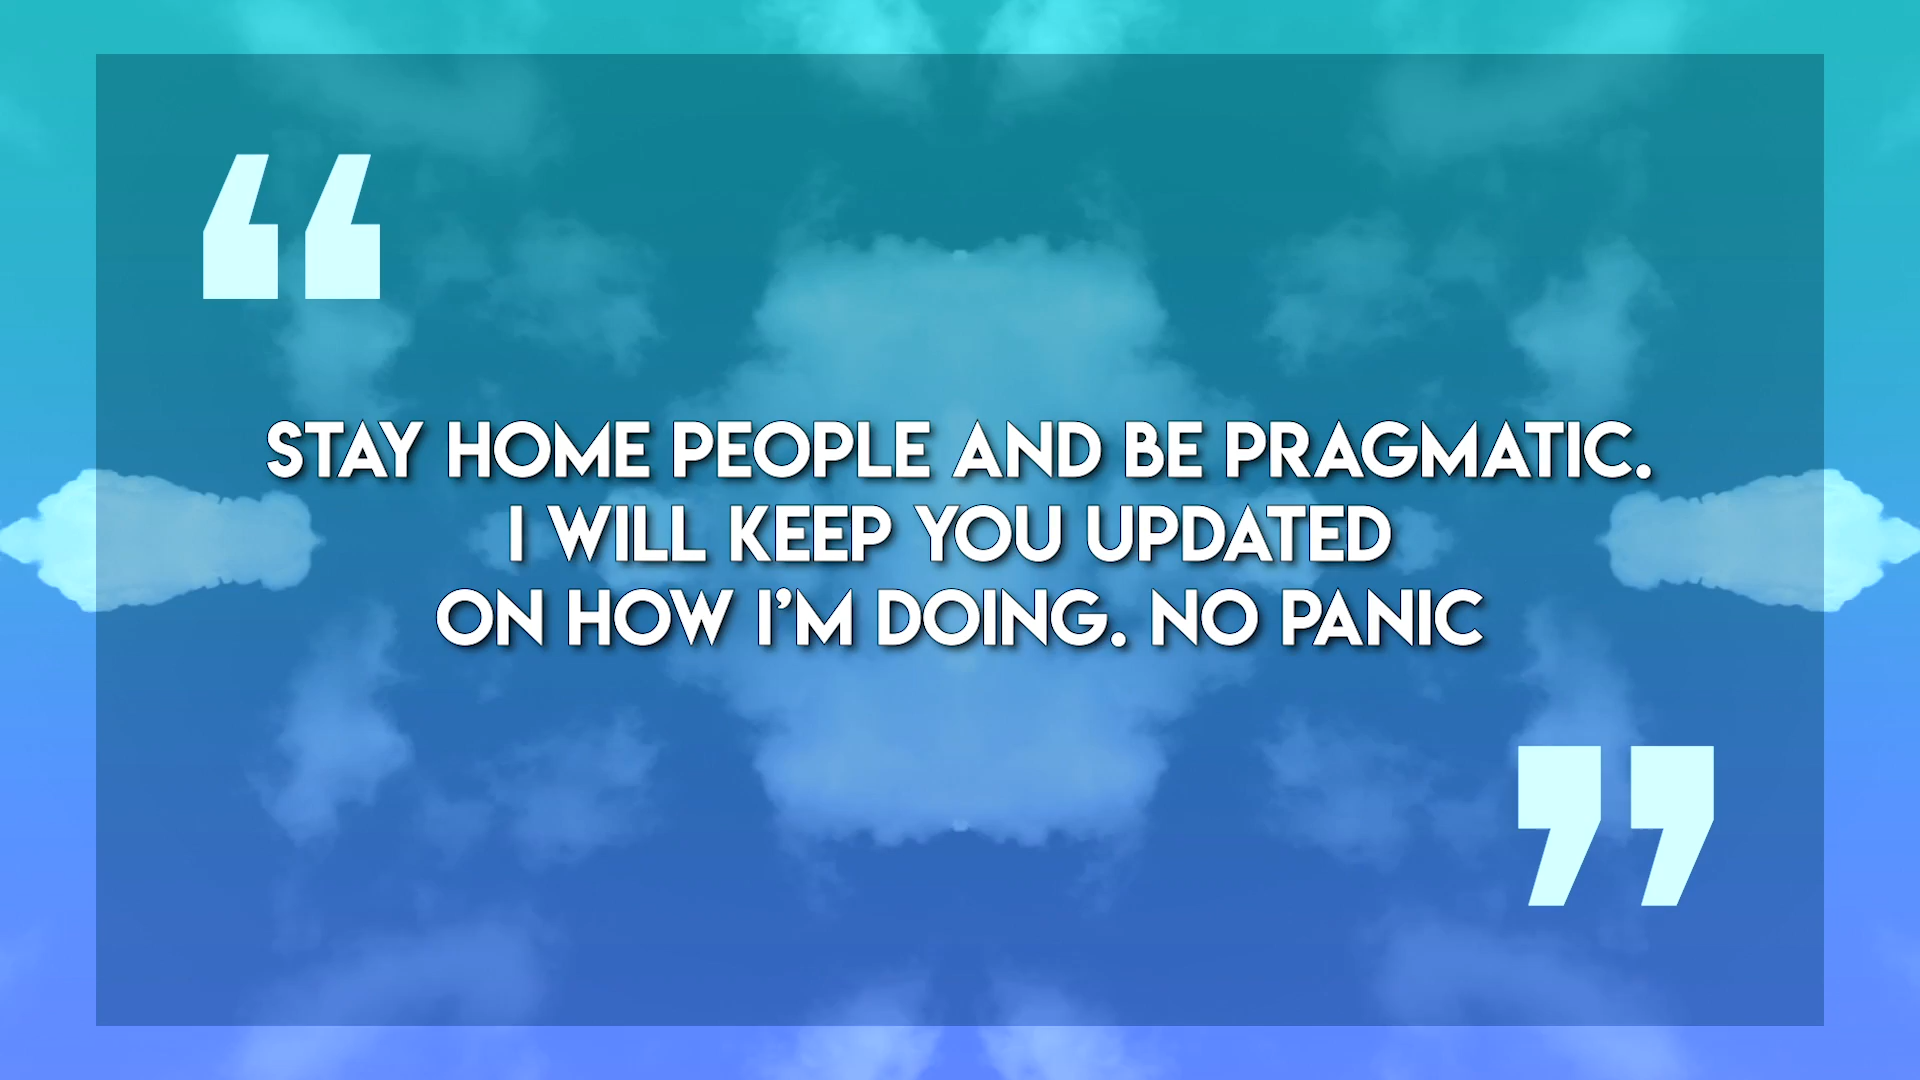 “
STAY HOME PEOPLE AND BE PRAGMATIC.
I WILL KEEP YOU UPDATED
ON HOW I’M DOING. NO PANIC
”